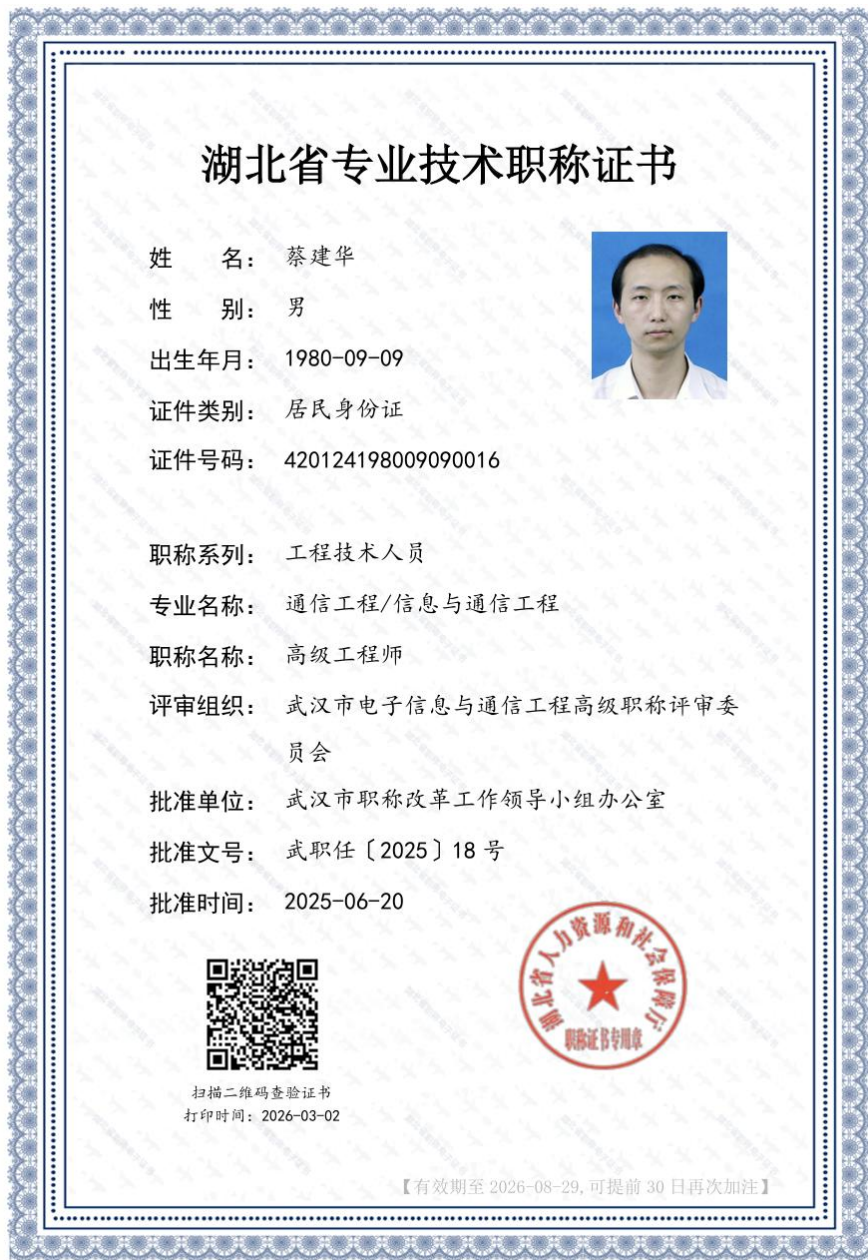 湖北省专业技术职称证书
姓 名： 蔡建华
性 别： 男
出生年月： 1980-09-09
证件类别： 居民身份证
证件号码： 420124198009090016
职称系列： 工程技术人员
专业名称： 通信工程/信息与通信工程
职称名称： 高级工程师
评审组织： 武汉市电子信息与通信工程高级职称评审委
员会
批准单位： 武汉市职称改革工作领导小组办公室
批准文号： 武职任〔2025〕18 号
批准时间： 2025-06-20
湖北省人力资源和社会保障厅
职称证书专用章
扫描二维码查验证书
打印时间：2026-03-02
【有效期至 2026-08-29,可提前 30 日再次加注】